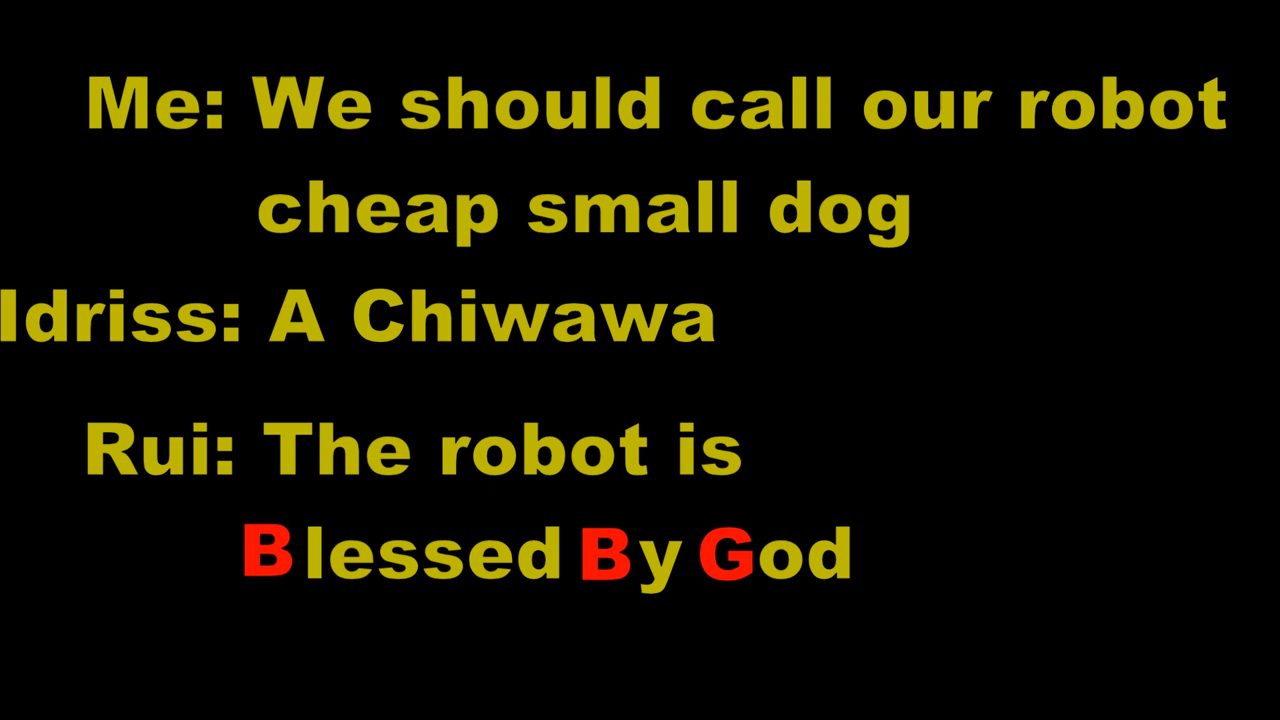 Me: We should call our robot
cheap small dog
Idriss: A Chiwawa
Rui: The robot is
Blessed By God